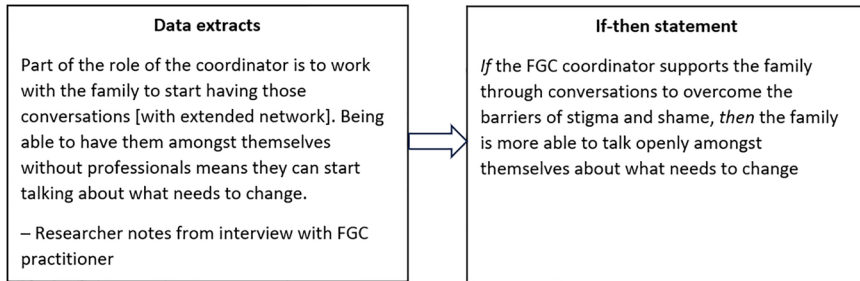 Data extracts
Part of the role of the coordinator is to work
with the family to start having those
conversations [with extended network]. Being
able to have them amongst themselves
without professionals means they can start
talking about what needs to change.
– Researcher notes from interview with FGC
practitioner
If-then statement
If the FGC coordinator supports the family
through conversations to overcome the
barriers of stigma and shame, then the family
is more able to talk openly amongst
themselves about what needs to change